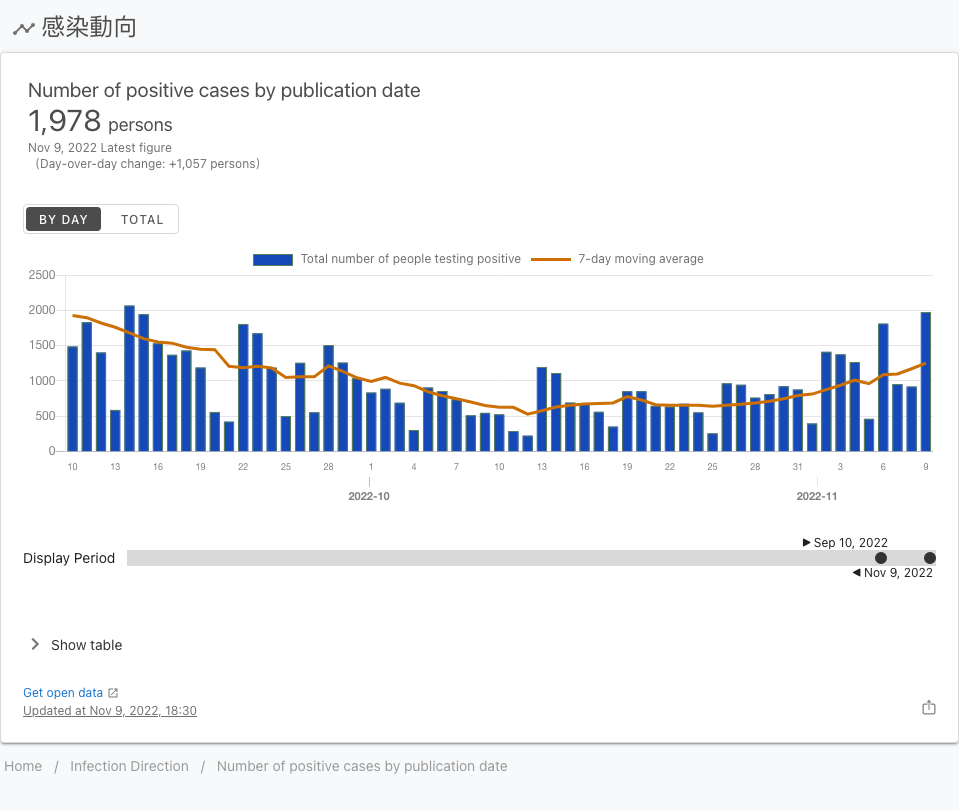 感染動向
Number of positive cases by publication date
1,978 persons
Nov 9, 2022 Latest figure
(Day-over-day change: +1,057 persons)
BY DAY TOTAL
Total number of people testing positive 7-day moving average
2500
2000
1500
1000
500
0
10 13 16 19 22 25 28 1 4 7 10 13 16 19 22 25 28 31 3 6 9
2022-10 2022-11
▶ Sep 10, 2022
Display Period
◀ Nov 9, 2022
Show table
Get open data
Updated at Nov 9, 2022, 18:30
Home / Infection Direction / Number of positive cases by publication date